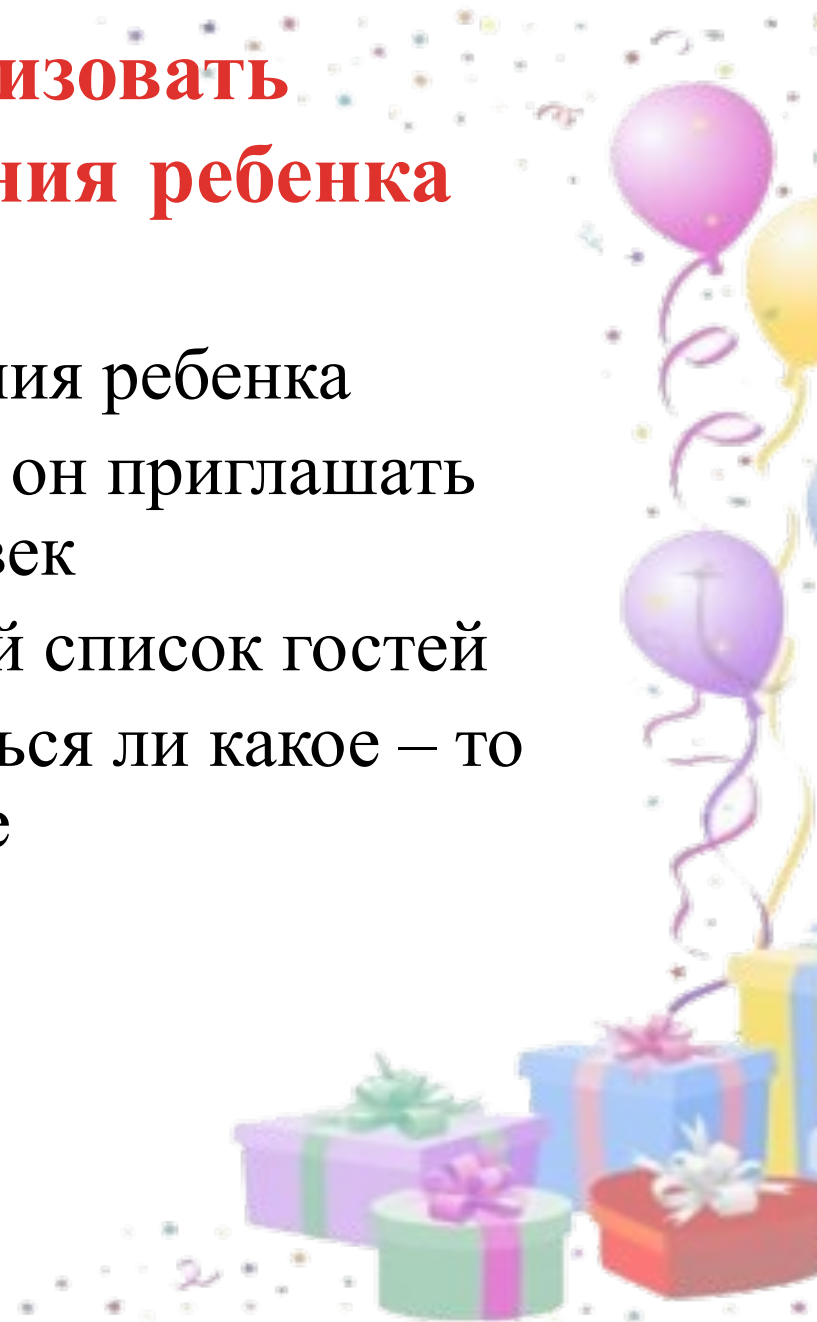 изовать
ния ребенка
ния ребенка
он приглашать
век
й список гостей
ься ли какое – то
е